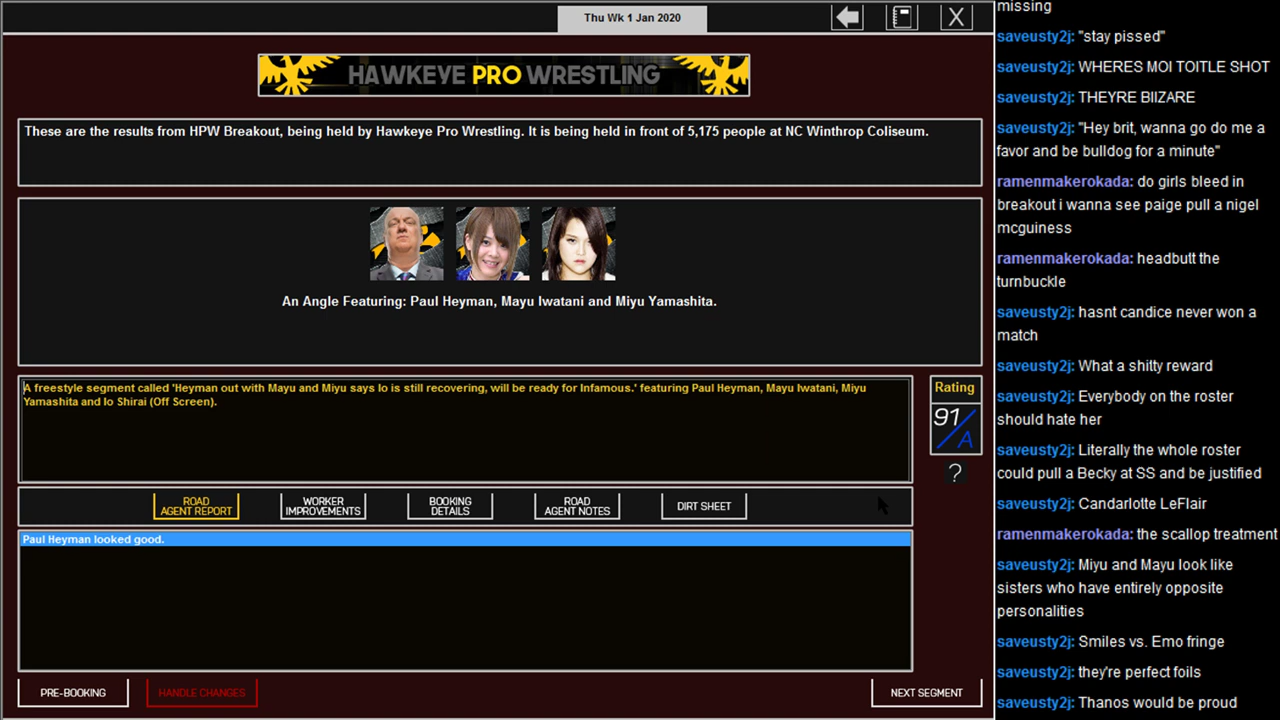 Thu Wk 1 Jan 2020
HAWKEYE PRO WRESTLING
These are the results from HPW Breakout, being held by Hawkeye Pro Wrestling. It is being held in front of 5,175 people at NC Winthrop Coliseum.
An Angle Featuring: Paul Heyman, Mayu Iwatani and Miyu Yamashita.
A freestyle segment called 'Heyman out with Mayu and Miyu says Io is still recovering, will be ready for Infamous.' featuring Paul Heyman, Mayu Iwatani, Miyu
Yamashita and Io Shirai (Off Screen).
Rating
91
A
?
ROAD
AGENT REPORT
WORKER
IMPROVEMENTS
BOOKING
DETAILS
ROAD
AGENT NOTES
DIRT SHEET
Paul Heyman looked good.
PRE-BOOKING
HANDLE CHANGES
NEXT SEGMENT
missing
saveusty2j: "stay pissed"
saveusty2j: WHERES MOI TOITLE SHOT
saveusty2j: THEYRE BIIZARE
saveusty2j: "Hey brit, wanna go do me a
favor and be bulldog for a minute"
ramenmakerokada: do girls bleed in
breakout i wanna see paige pull a nigel
mcguiness
ramenmakerokada: headbutt the
turnbuckle
saveusty2j: hasnt candice never won a
match
saveusty2j: What a shitty reward
saveusty2j: Everybody on the roster
should hate her
saveusty2j: Literally the whole roster
could pull a Becky at SS and be justified
saveusty2j: Candarlotte LeFlair
ramenmakerokada: the scallop treatment
saveusty2j: Miyu and Mayu look like
sisters who have entirely opposite
personalities
saveusty2j: Smiles vs. Emo fringe
saveusty2j: they're perfect foils
saveusty2j: Thanos would be proud